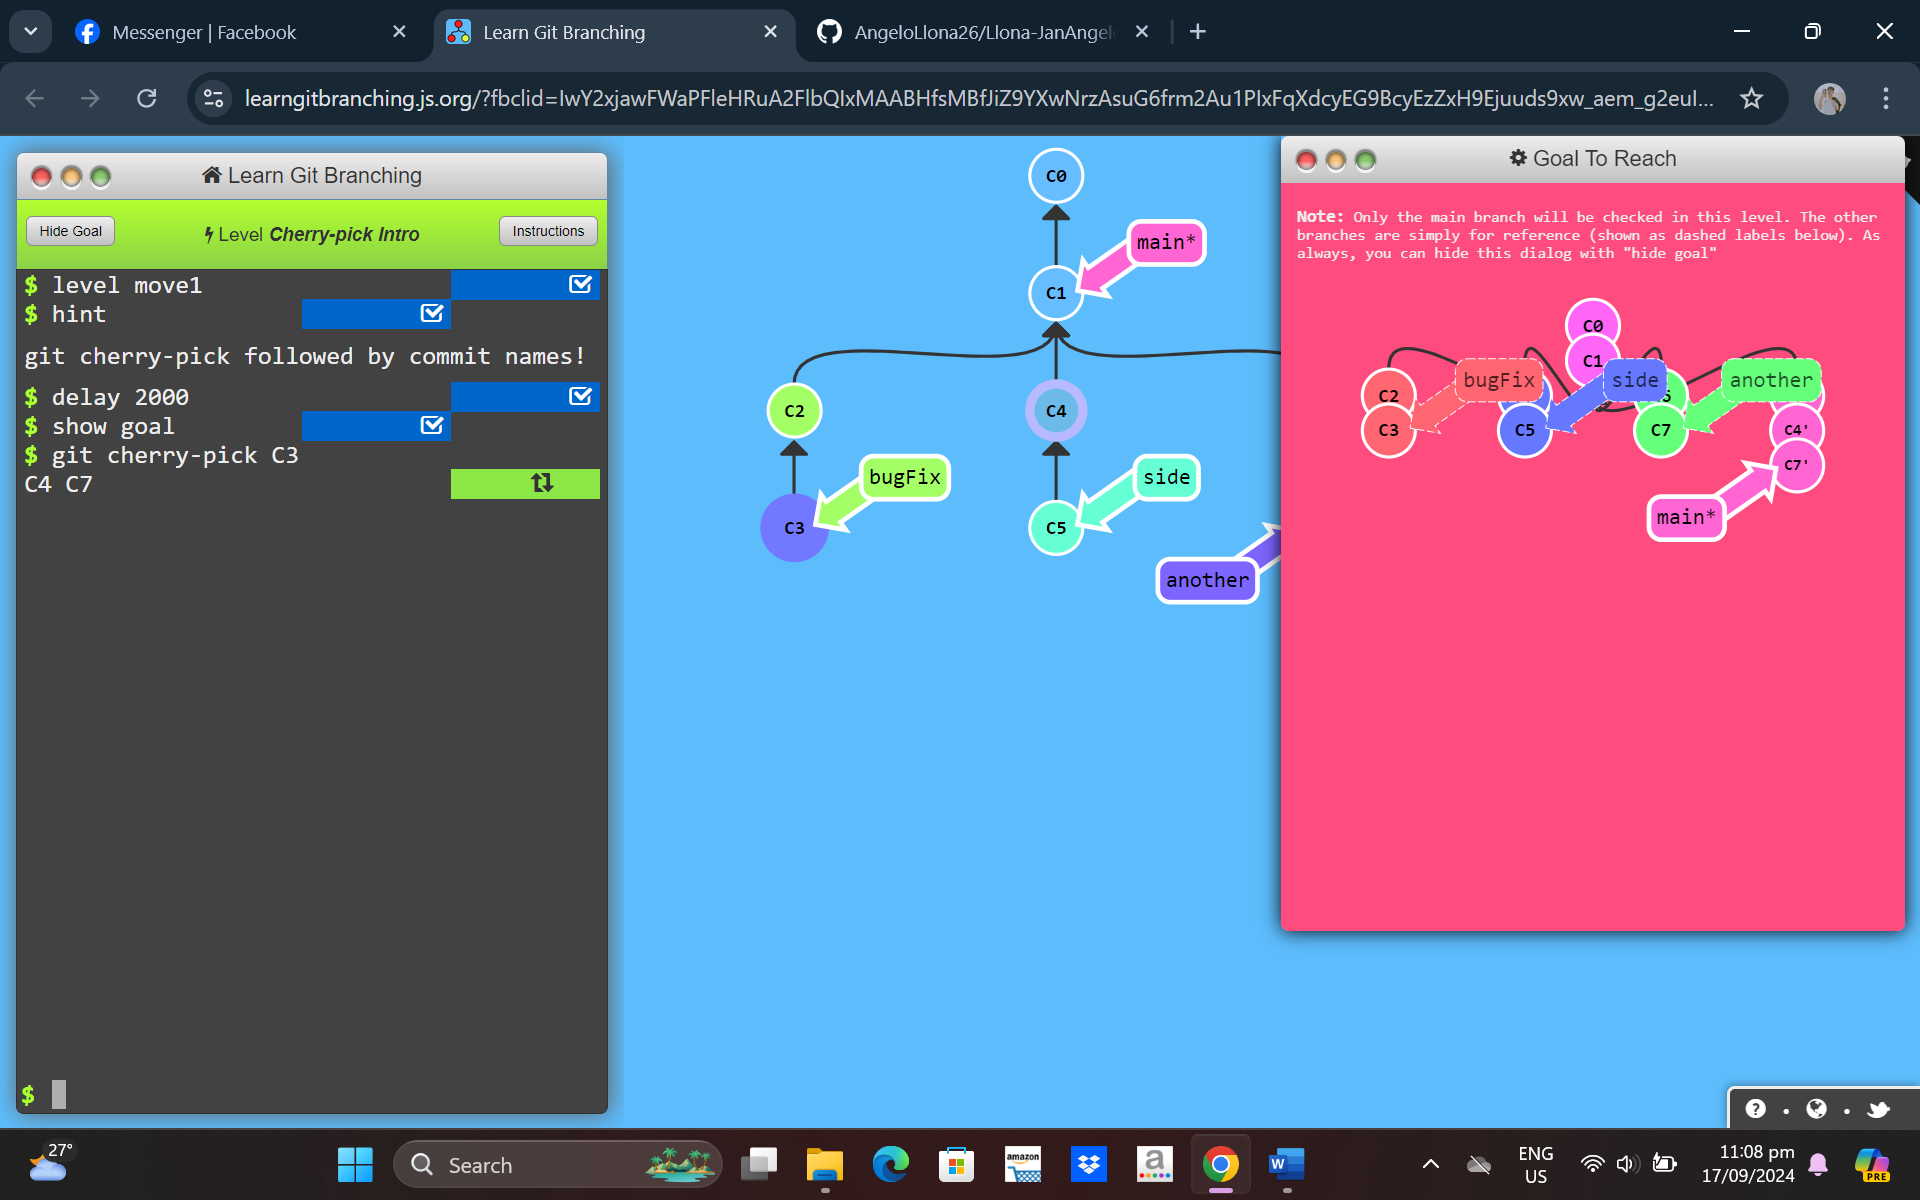 Messenger | Facebook
Learn Git Branching
AngeloLlona26/Llona-JanAngel
learngitbranching.js.org/?fbclid=IwY2xjawFWaPFleHRuA2FlbQIxMAABHfsMBfJiZ9YXwNrzAsuG6frm2Au1PIxFqXdcyEG9BcyEzZxH9Ejuuds9xw_aem_g2euI...
Learn Git Branching
Hide Goal
Level Cherry-pick Intro
Instructions
$ level move1
$ hint
git cherry-pick followed by commit names!
$ delay 2000
$ show goal
$ git cherry-pick C3
C4 C7
$
C0
main*
C1
C2
C4
bugFix
side
C3
C5
another
Goal To Reach
Note: Only the main branch will be checked in this level. The other
branches are simply for reference (shown as dashed labels below). As
always, you can hide this dialog with "hide goal"
C0
C1
bugFix
side
another
C2
C3
C5
C7
C4'
C7'
main*
27°
Search
amazon
a
W
ENG
US
11:08 pm
17/09/2024
PRE